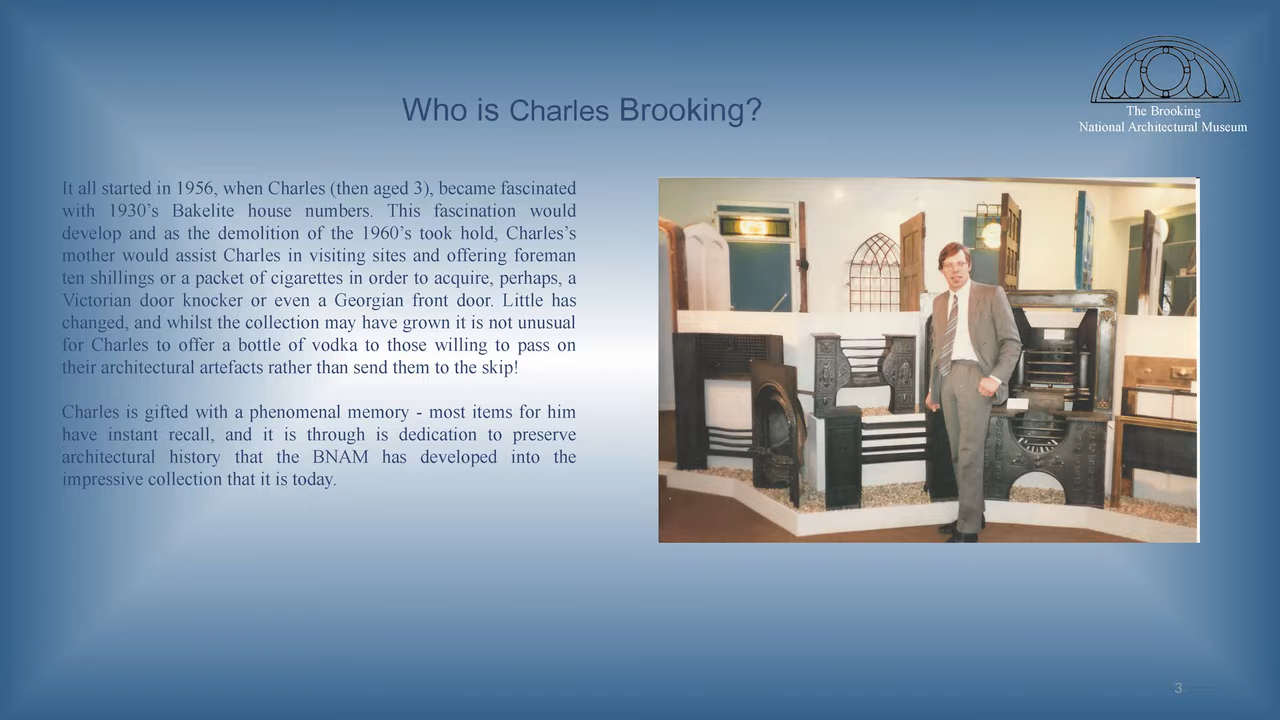 The Brooking
National Architectural Museum
Who is Charles Brooking?
It all started in 1956, when Charles (then aged 3), became fascinated
with 1930’s Bakelite house numbers. This fascination would
develop and as the demolition of the 1960’s took hold, Charles’s
mother would assist Charles in visiting sites and offering foreman
ten shillings or a packet of cigarettes in order to acquire, perhaps, a
Victorian door knocker or even a Georgian front door. Little has
changed, and whilst the collection may have grown it is not unusual
for Charles to offer a bottle of vodka to those willing to pass on
their architectural artefacts rather than send them to the skip!
Charles is gifted with a phenomenal memory - most items for him
have instant recall, and it is through is dedication to preserve
architectural history that the BNAM has developed into the
impressive collection that it is today.
3